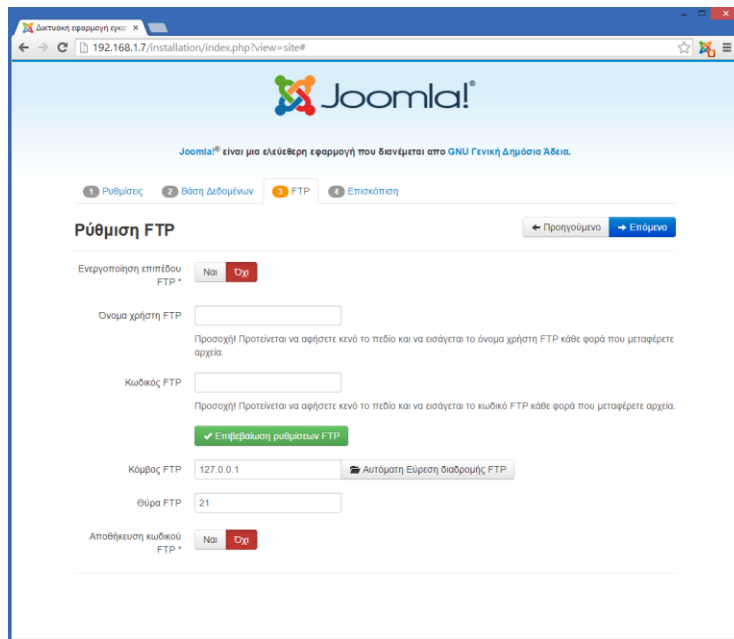 Δικτυακή εφαρμογή εγκα
192.168.1.7/installation/index.php?view=site#
Joomla!®
Joomla!® είναι μια ελεύεθερη εφαρμογή που διανέμεται απο GNU Γενική Δημόσια Άδεια.
1 Ρυθμίσεις 2 Βάση Δεδομένων 3 FTP 4 Επισκόπιση
Ρύθμιση FTP
Προηγούμενο Επόμενο
Ενεργοποίηση επιπέδου
FTP *
Ναι Όχι
Όνομα χρήστη FTP
Προσοχή! Προτείνεται να αφήσετε κενό το πεδίο και να εισάγεται το όνομα χρήστη FTP κάθε φορά που μεταφέρετε
αρχεία.
Κωδικός FTP
Προσοχή! Προτείνεται να αφήσετε κενό το πεδίο και να εισάγεται το κωδικό FTP κάθε φορά που μεταφέρετε αρχεία.
Επιβεβαίωση ρυθμίσεων FTP
Κόμβος FTP 127.0.0.1 Αυτόματη Εύρεση διαδρομής FTP
Θύρα FTP 21
Αποθήκευση κωδικού
FTP *
Ναι Όχι